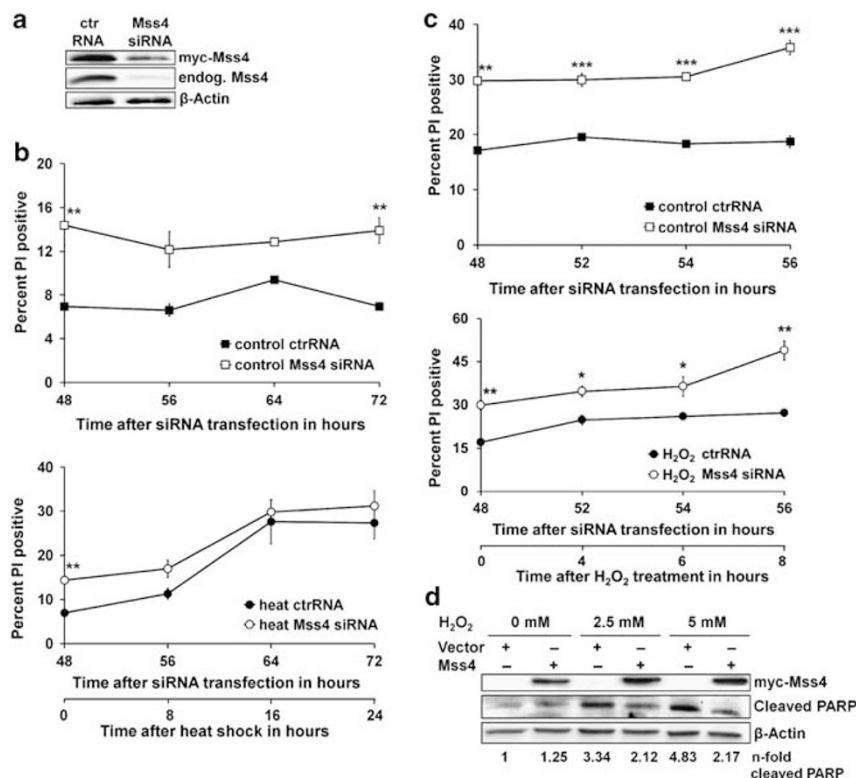 a
ctr Mss4
RNA siRNA
myc-Mss4
endog. Mss4
β-Actin
b
Percent PI positive
20
16
12
8
4
0
**
**
control ctrRNA
control Mss4 siRNA
48 56 64 72
Time after siRNA transfection in hours
Percent PI positive
40
30
20
10
0
**
heat ctrRNA
heat Mss4 siRNA
48 56 64 72
Time after siRNA transfection in hours
0 8 16 24
Time after heat shock in hours
c
Percent PI positive
40
30
20
10
0
** *** *** ***
control ctrRNA
control Mss4 siRNA
48 52 54 56
Time after siRNA transfection in hours
Percent PI positive
60
45
30
15
0
** * * **
H₂O₂ ctrRNA
H₂O₂ Mss4 siRNA
48 52 54 56
Time after siRNA transfection in hours
0 4 6 8
Time after H₂O₂ treatment in hours
d
H₂O₂ 0 mM 2.5 mM 5 mM
Vector + – + – + –
Mss4 – + – + – +
myc-Mss4
Cleaved PARP
β-Actin
1 1.25 3.34 2.12 4.83 2.17 n-fold
cleaved PARP